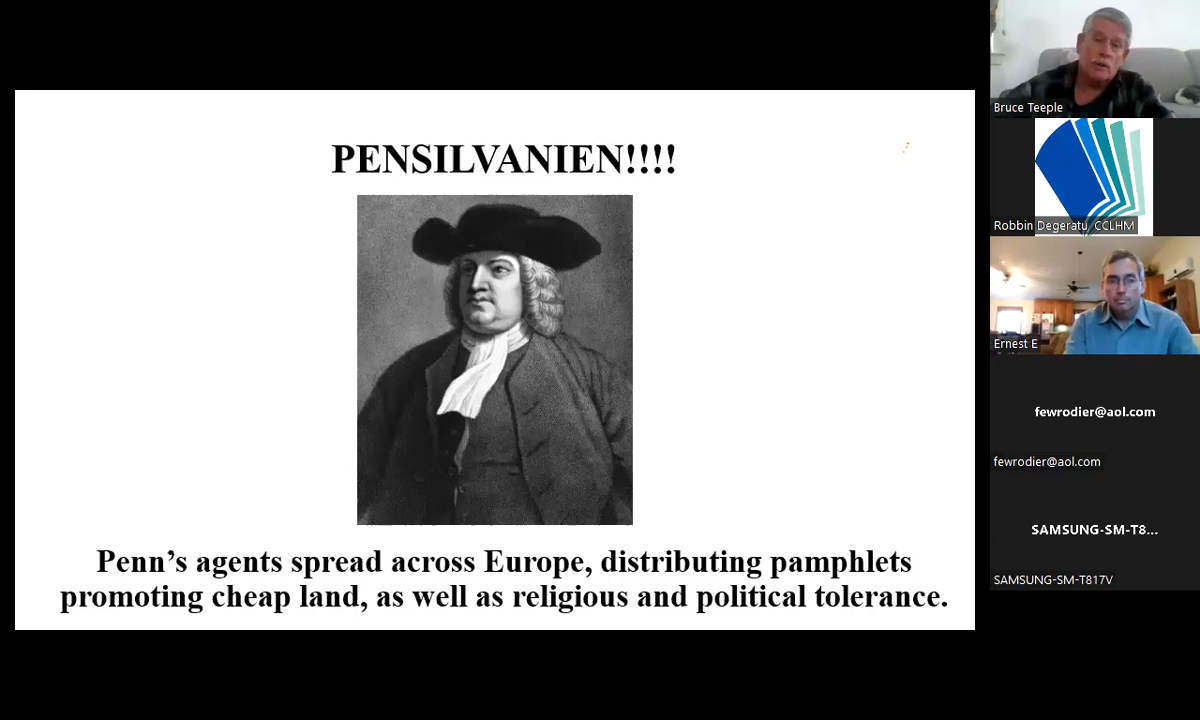 PENSILVANIEN!!!!
Penn’s agents spread across Europe, distributing pamphlets
promoting cheap land, as well as religious and political tolerance.
Bruce Teeple
Robbin Degeratu, CCLHM
Ernest E
fewrodier@aol.com
fewrodier@aol.com
SAMSUNG-SM-T8...
SAMSUNG-SM-T817V